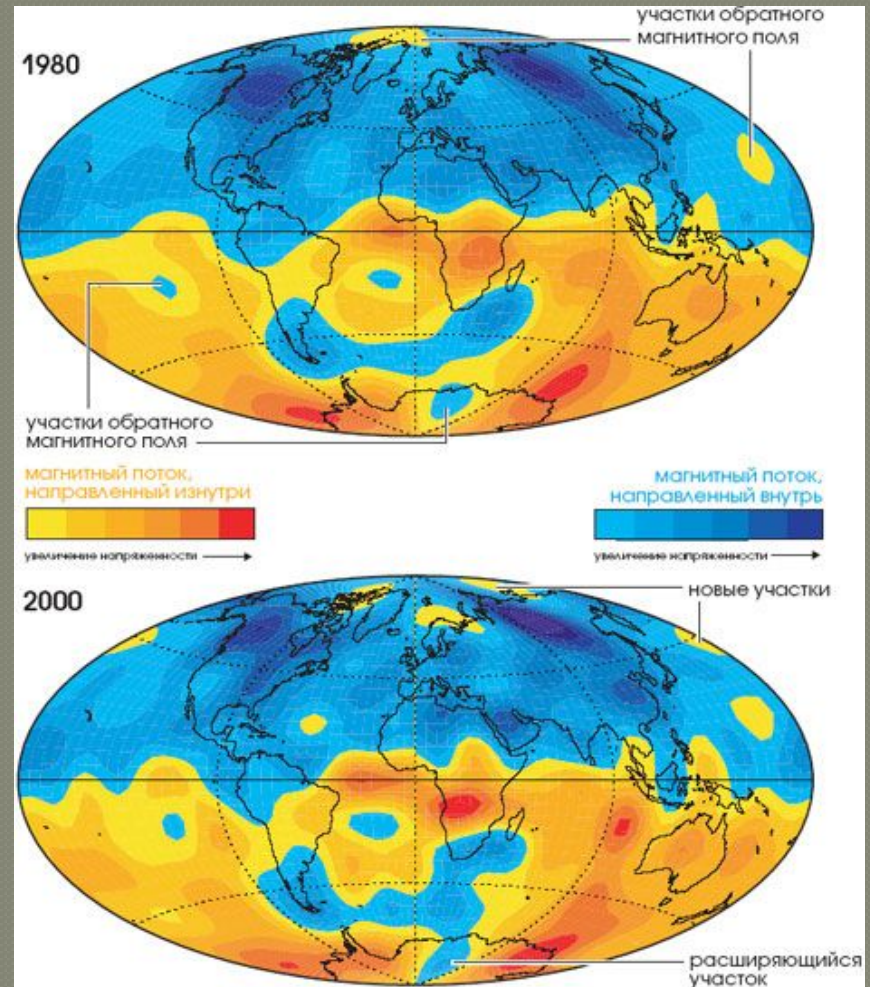 участки обратного
магнитного поля
1980
участки обратного
магнитного поля
магнитный поток,
направленный изнутри
увеличение напряженности
магнитный поток,
направленный внутрь
увеличение напряженности
2000
новые участки
расширяющийся
участок